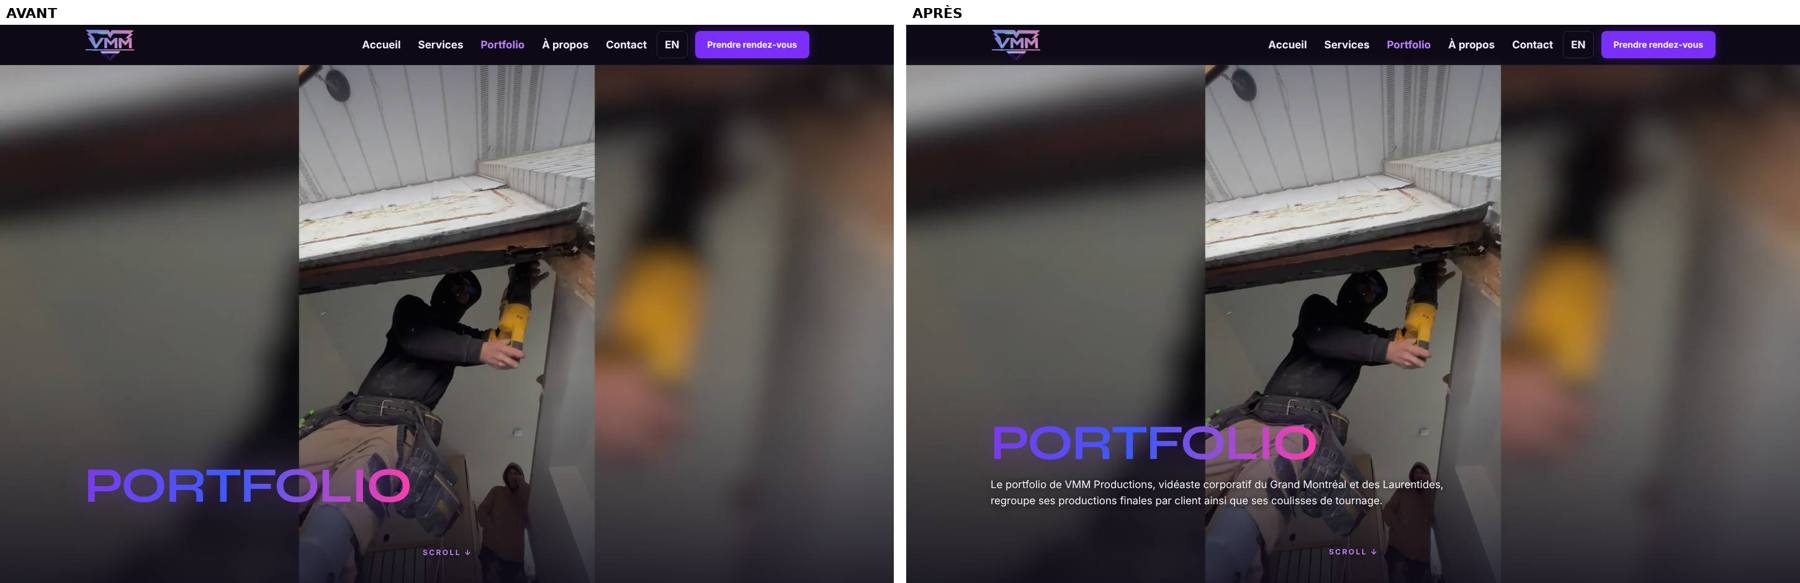 AVANT
VMM
Accueil Services Portfolio À propos Contact EN Prendre rendez-vous
PORTFOLIO
SCROLL ↓
APRÈS
VMM
Accueil Services Portfolio À propos Contact EN Prendre rendez-vous
PORTFOLIO
Le portfolio de VMM Productions, vidéaste corporatif du Grand Montréal et des Laurentides,
regroupe ses productions finales par client ainsi que ses coulisses de tournage.
SCROLL ↓